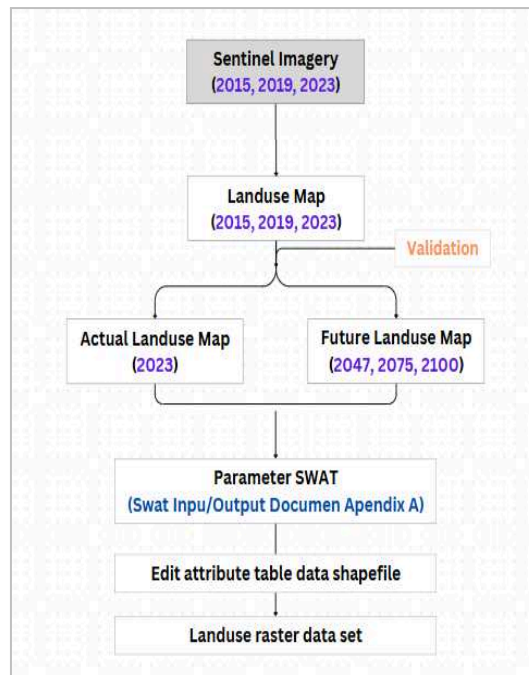 Sentinel Imagery
(2015, 2019, 2023)
Landuse Map
(2015, 2019, 2023)
Validation
Actual Landuse Map
(2023)
Future Landuse Map
(2047, 2075, 2100)
Parameter SWAT
(Swat Inpu/Output Documen Apendix A)
Edit attribute table data shapefile
Landuse raster data set